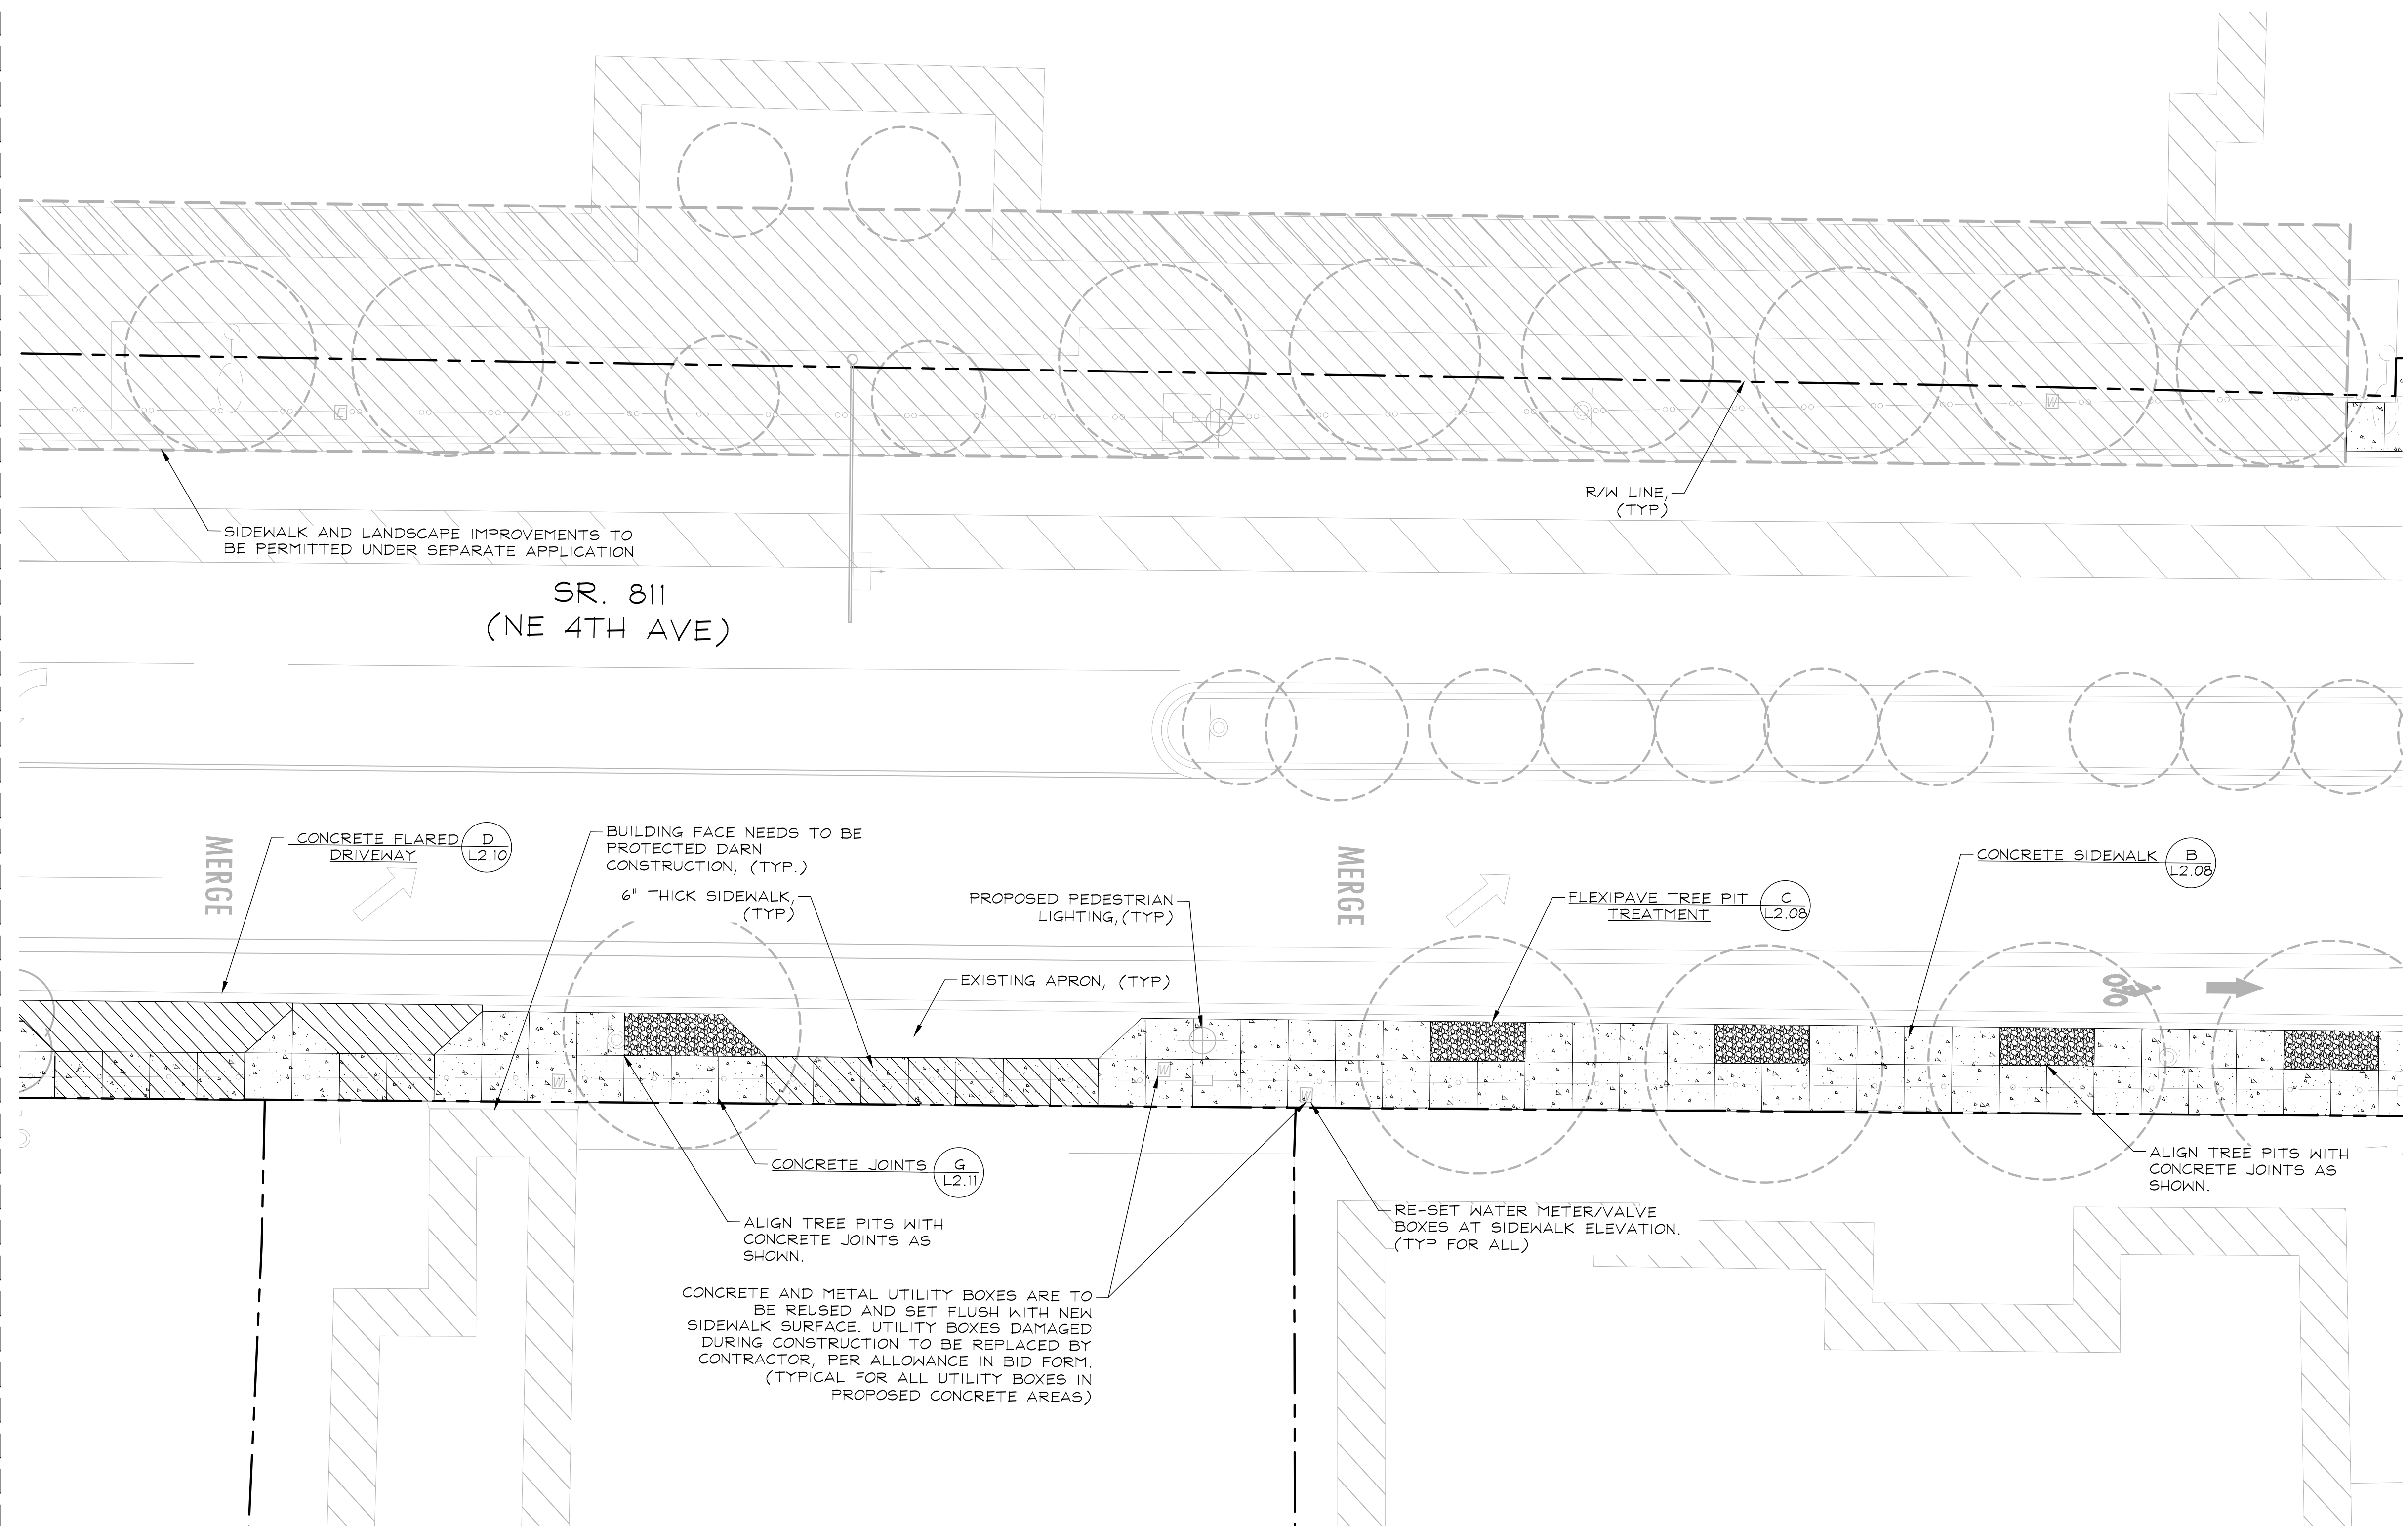 E
W
R/W LINE,
(TYP)
SIDEWALK AND LANDSCAPE IMPROVEMENTS TO
BE PERMITTED UNDER SEPARATE APPLICATION
SR. 811
(NE 4TH AVE)
MERGE
CONCRETE FLARED
DRIVEWAY
D
L2.10
BUILDING FACE NEEDS TO BE
PROTECTED DARN
CONSTRUCTION, (TYP.)
6" THICK SIDEWALK,
(TYP)
PROPOSED PEDESTRIAN
LIGHTING,(TYP)
EXISTING APRON, (TYP)
MERGE
FLEXIPAVE TREE PIT
TREATMENT
C
L2.08
CONCRETE SIDEWALK
B
L2.08
W
W
W
CONCRETE JOINTS
G
L2.11
ALIGN TREE PITS WITH
CONCRETE JOINTS AS
SHOWN.
ALIGN TREE PITS WITH
CONCRETE JOINTS AS
SHOWN.
RE-SET WATER METER/VALVE
BOXES AT SIDEWALK ELEVATION.
(TYP FOR ALL)
CONCRETE AND METAL UTILITY BOXES ARE TO
BE REUSED AND SET FLUSH WITH NEW
SIDEWALK SURFACE. UTILITY BOXES DAMAGED
DURING CONSTRUCTION TO BE REPLACED BY
CONTRACTOR, PER ALLOWANCE IN BID FORM.
(TYPICAL FOR ALL UTILITY BOXES IN
PROPOSED CONCRETE AREAS)